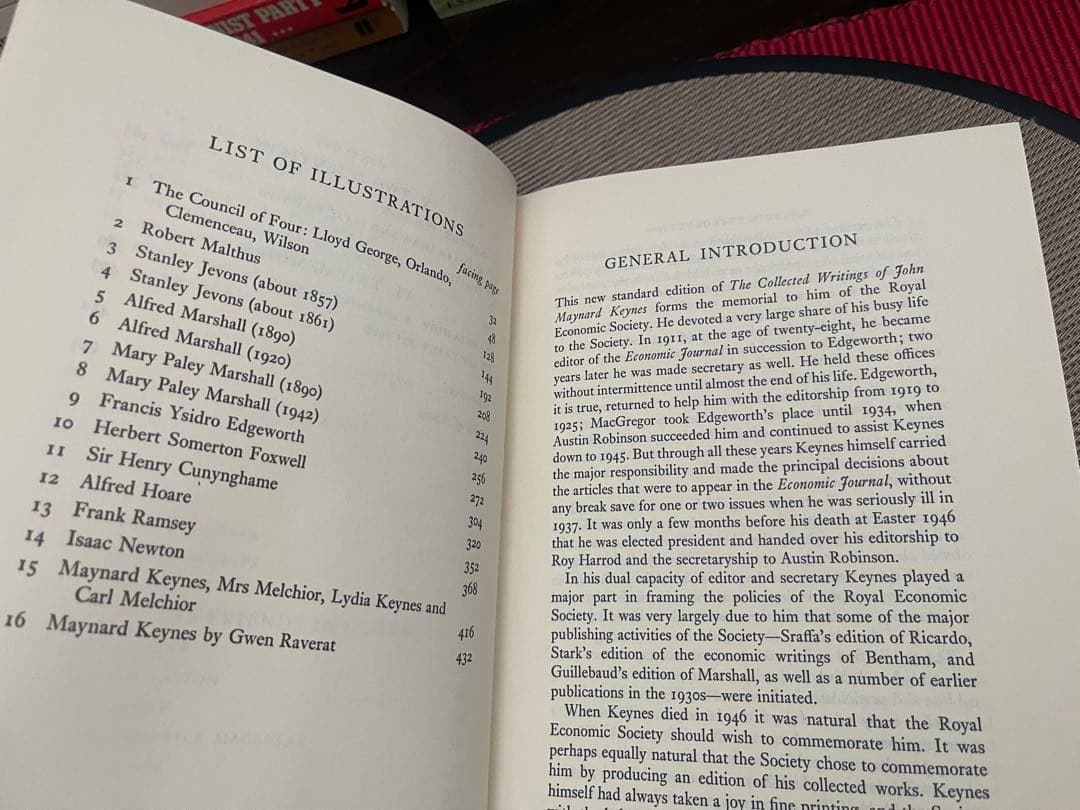 IST PARTY
LIST OF ILLUSTRATIONS
facing page
1 The Council of Four: Lloyd George, Orlando,
Clemenceau, Wilson 32
2 Robert Malthus 48
3 Stanley Jevons (about 1857) 128
4 Stanley Jevons (about 1861) 144
5 Alfred Marshall (1890) 192
6 Alfred Marshall (1920) 208
7 Mary Paley Marshall (1890) 224
8 Mary Paley Marshall (1942) 240
9 Francis Ysidro Edgeworth 256
10 Herbert Somerton Foxwell 272
11 Sir Henry Cunynghame 304
12 Alfred Hoare 320
13 Frank Ramsey 352
14 Isaac Newton 368
15 Maynard Keynes, Mrs Melchior, Lydia Keynes and
Carl Melchior 416
16 Maynard Keynes by Gwen Raverat 432
GENERAL INTRODUCTION
This new standard edition of The Collected Writings of John
Maynard Keynes forms the memorial to him of the Royal
Economic Society. He devoted a very large share of his busy life
to the Society. In 1911, at the age of twenty-eight, he became
editor of the Economic Journal in succession to Edgeworth; two
years later he was made secretary as well. He held these offices
without intermittence until almost the end of his life. Edgeworth,
it is true, returned to help him with the editorship from 1919 to
1925; MacGregor took Edgeworth's place until 1934, when
Austin Robinson succeeded him and continued to assist Keynes
down to 1945. But through all these years Keynes himself carried
the major responsibility and made the principal decisions about
the articles that were to appear in the Economic Journal, without
any break save for one or two issues when he was seriously ill in
1937. It was only a few months before his death at Easter 1946
that he was elected president and handed over his editorship to
Roy Harrod and the secretaryship to Austin Robinson.
In his dual capacity of editor and secretary Keynes played a
major part in framing the policies of the Royal Economic
Society. It was very largely due to him that some of the major
publishing activities of the Society—Sraffa's edition of Ricardo,
Stark's edition of the economic writings of Bentham, and
Guillebaud's edition of Marshall, as well as a number of earlier
publications in the 1930s—were initiated.
When Keynes died in 1946 it was natural that the Royal
Economic Society should wish to commemorate him. It was
perhaps equally natural that the Society chose to commemorate
him by producing an edition of his collected works. Keynes
himself had always taken a joy in fine printing, and the